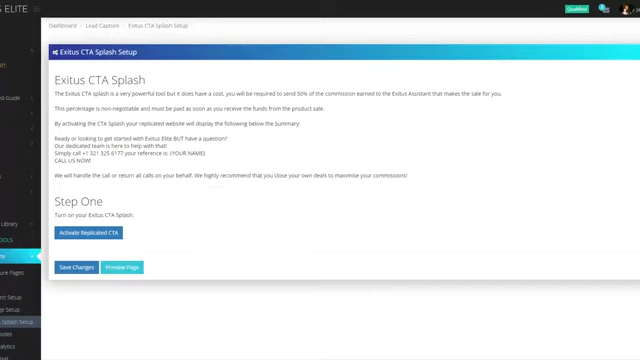 S ELITE
Qualified
Dashboard Lead Capture Exitus CTA Splash Setup
Exitus CTA Splash Setup
Exitus CTA Splash
The Exitus CTA splash is a very powerful tool but it does have a cost, you will be required to send 50% of the commission earned to the Exitus Assistant that makes the sale for you.
This percentage is non-negotiable and must be paid as soon as you receive the funds from the product sale.
By activating the CTA Splash your replicated website will display the following below the Summary:
Ready or looking to get started with Exitus Elite BUT have a question?
Our dedicated team is here to help with that!
Simply call +1 321 325 6177 your reference is: (YOUR NAME)
CALL US NOW!
We will handle the call or return all calls on your behalf. We highly recommend that you close your own deals to maximise your commissions!
Step One
Turn on your Exitus CTA Splash:
Activate Replicated CTA
Save Changes Preview Page
ed Guide
Library
TOOLS
ure Pages
ect Setup
ge Setup
Splash Setup
odes
alytics